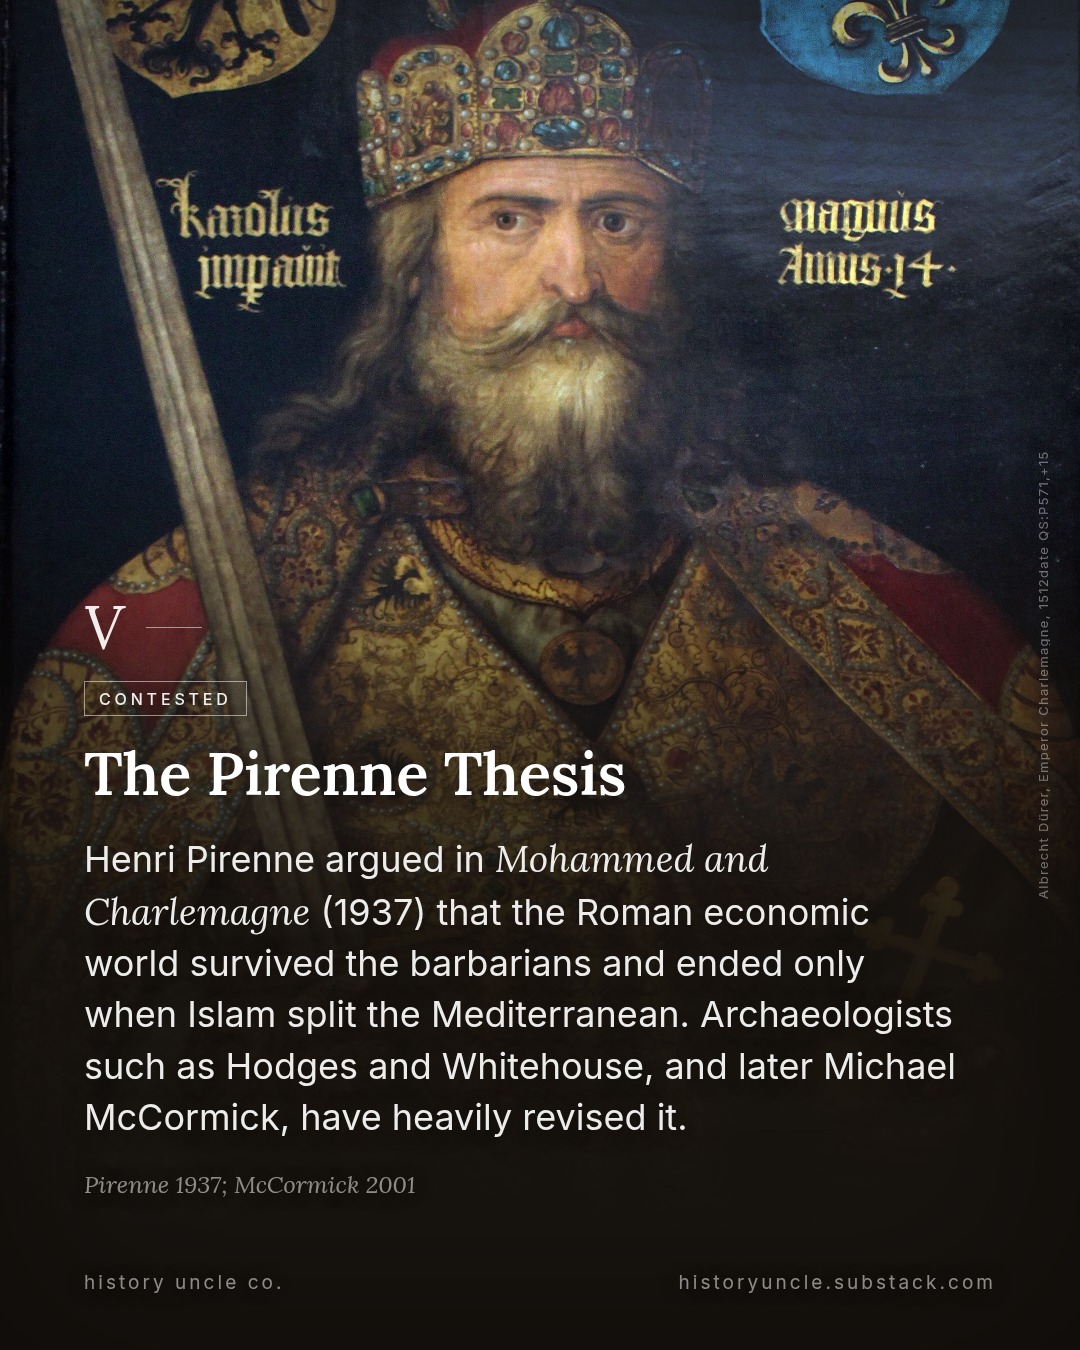 karolus
impaint
magnus
Annus·14·
V
CONTESTED
The Pirenne Thesis
Henri Pirenne argued in Mohammed and
Charlemagne (1937) that the Roman economic
world survived the barbarians and ended only
when Islam split the Mediterranean. Archaeologists
such as Hodges and Whitehouse, and later Michael
McCormick, have heavily revised it.
Pirenne 1937; McCormick 2001
history uncle co.
historyuncle.substack.com
Albrecht Dürer, Emperor Charlemagne, 1512date QS:P571,+15